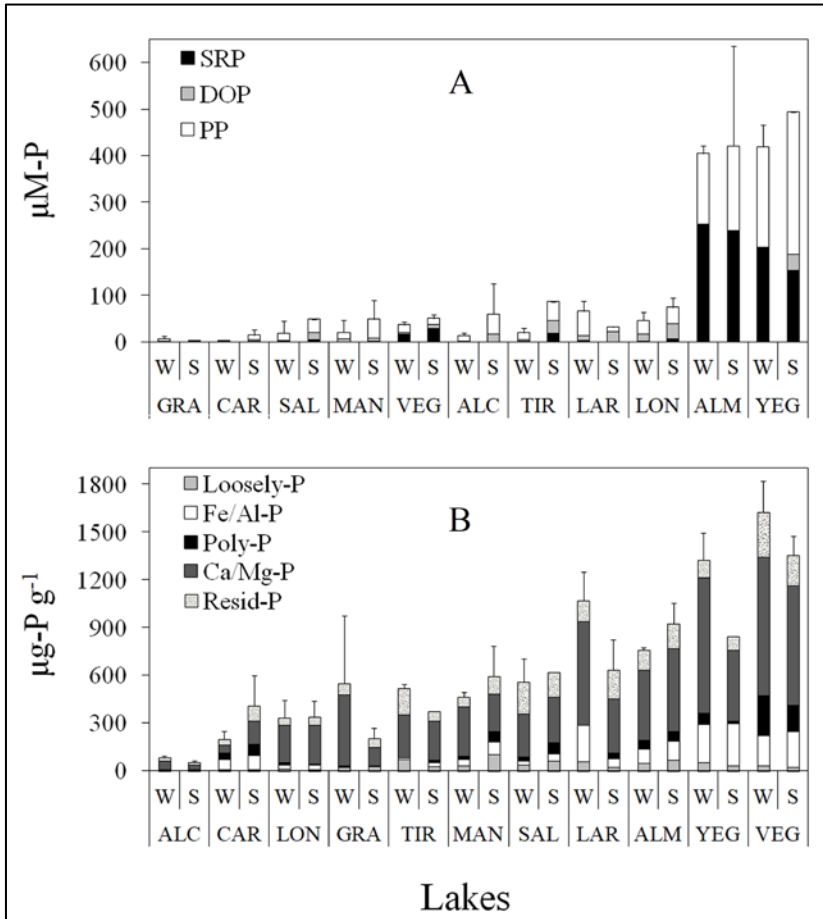 A
SRP
DOP
PP
µM-P
600
500
400
300
200
100
0
W S W S W S W S W S W S W S W S W S W S W S
GRA CAR SAL MAN VEG ALC TIR LAR LON ALM YEG
B
Loosely-P
Fe/Al-P
Poly-P
Ca/Mg-P
Resid-P
µg-P g⁻¹
1800
1500
1200
900
600
300
0
W S W S W S W S W S W S W S W S W S W S W S
ALC CAR LON GRA TIR MAN SAL LAR ALM YEG VEG
Lakes